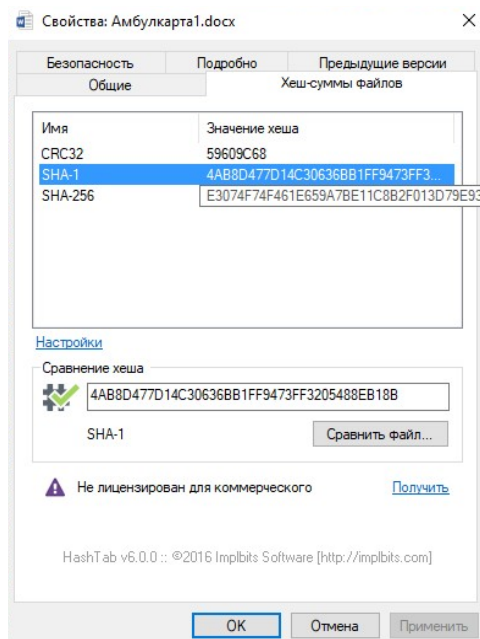 Свойства: Амбулкарта1.docx
Безопасность Подробно Предыдущие версии
Общие Хеш-суммы файлов
Имя Значение хеша
CRC32 59609C68
SHA-1 4AB8D477D14C30636BB1FF9473FF3...
SHA-256 E3074F74F461E659A7BE11C8B2F013D79E93
Настройки
Сравнение хеша
4AB8D477D14C30636BB1FF9473FF3205488EB18B
SHA-1 Сравнить файл...
Не лицензирован для коммерческого Получить
HashTab v6.0.0 :: ©2016 Implbits Software [http://implbits.com]
OK Отмена Применить